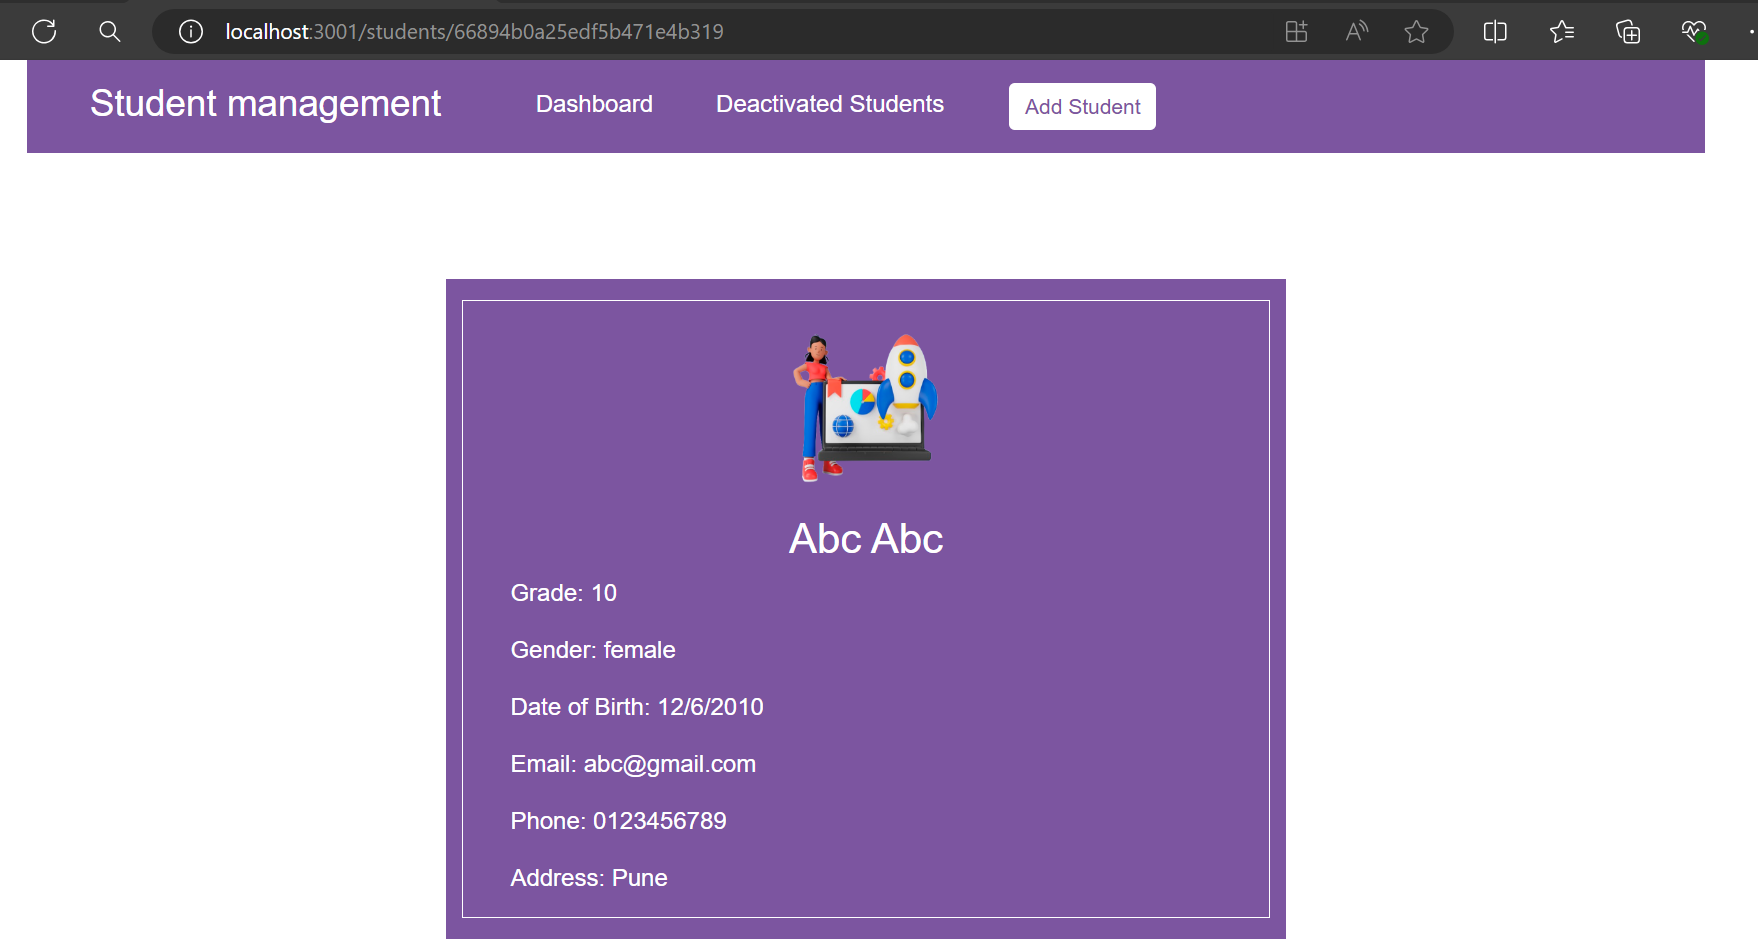 localhost:3001/students/66894b0a25edf5b471e4b319
Student management Dashboard Deactivated Students Add Student
Abc Abc
Grade: 10
Gender: female
Date of Birth: 12/6/2010
Email: abc@gmail.com
Phone: 0123456789
Address: Pune